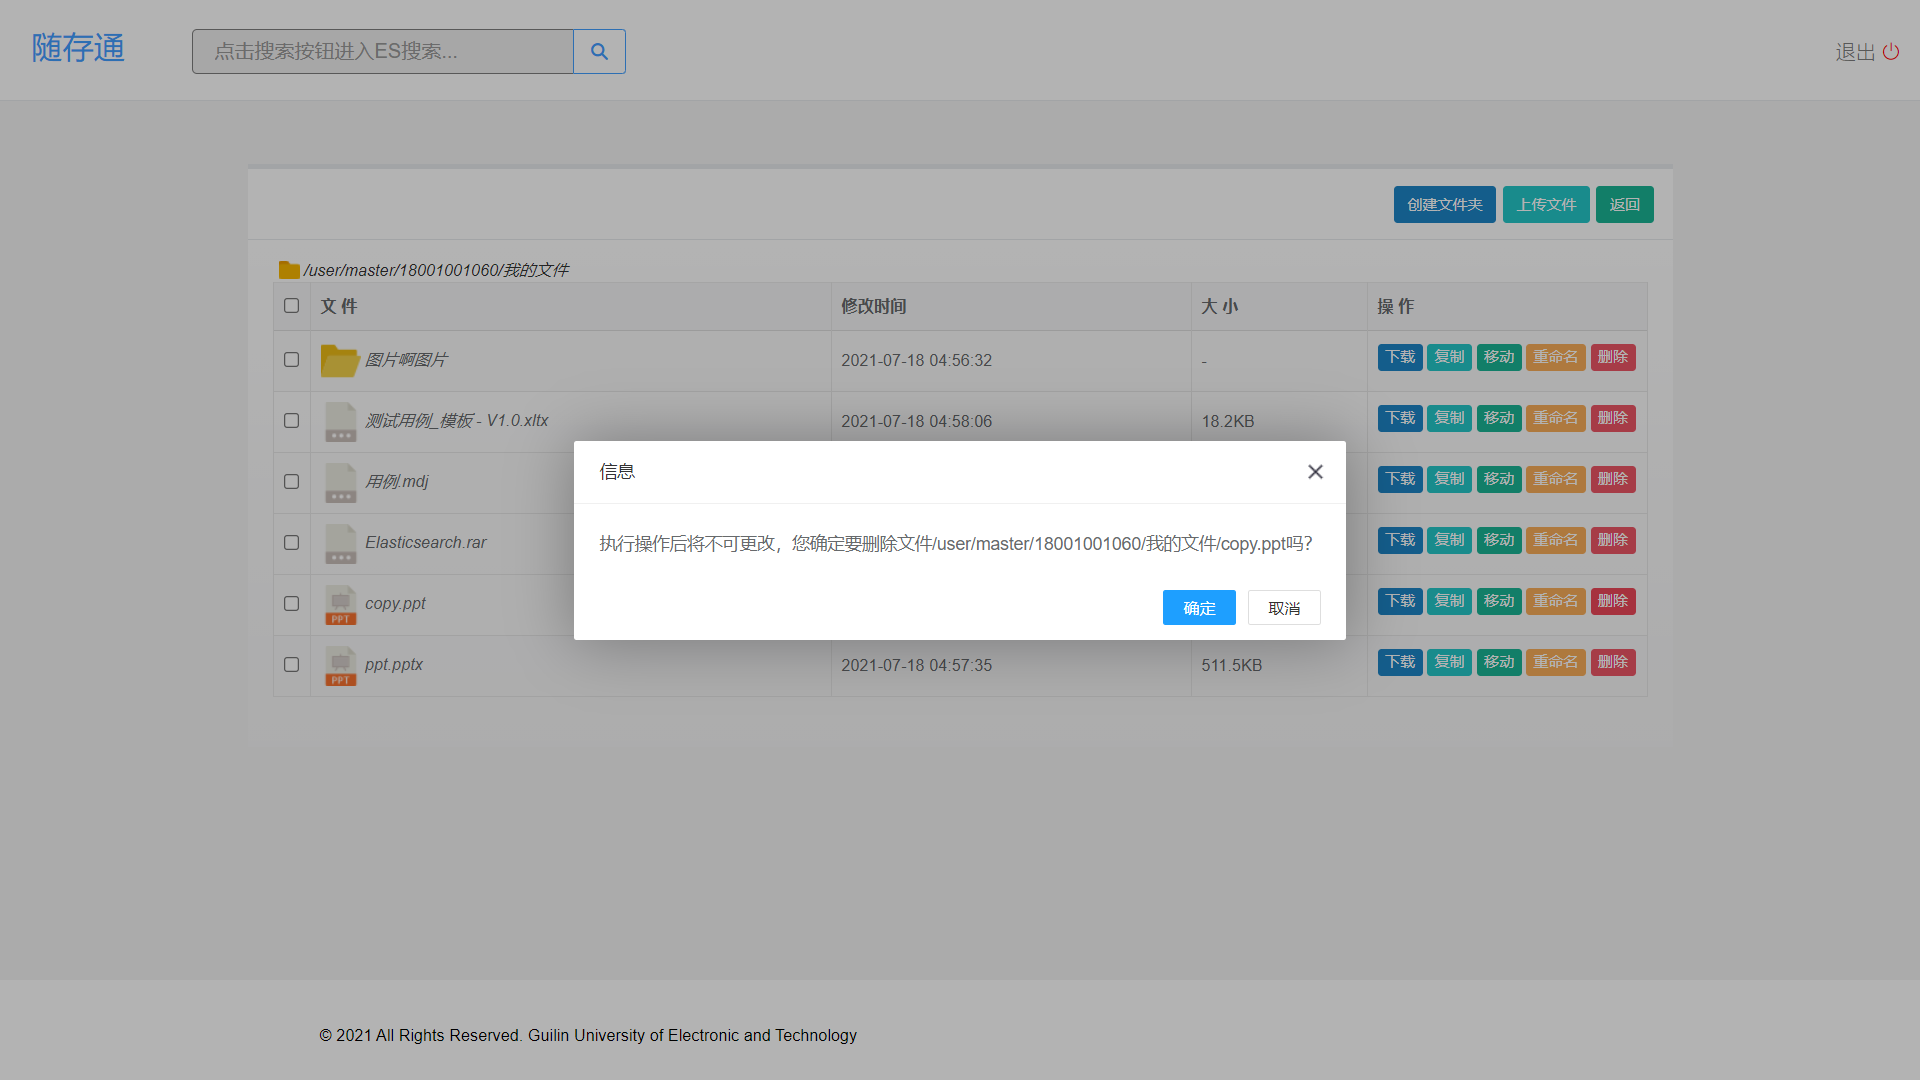 随存通
点击搜索按钮进入ES搜索...
退出
创建文件夹 上传文件 返回
/user/master/18001001060/我的文件
文 件 修改时间 大 小 操 作
图片啊图片 2021-07-18 04:56:32 - 下载 复制 移动 重命名 删除
测试用例_模板 - V1.0.xltx 2021-07-18 04:58:06 18.2KB 下载 复制 移动 重命名 删除
用例.mdj 下载 复制 移动 重命名 删除
Elasticsearch.rar 下载 复制 移动 重命名 删除
PPT copy.ppt 下载 复制 移动 重命名 删除
PPT ppt.pptx 2021-07-18 04:57:35 511.5KB 下载 复制 移动 重命名 删除
信息
执行操作后将不可更改，您确定要删除文件/user/master/18001001060/我的文件/copy.ppt吗?
确定 取消
© 2021 All Rights Reserved. Guilin University of Electronic and Technology